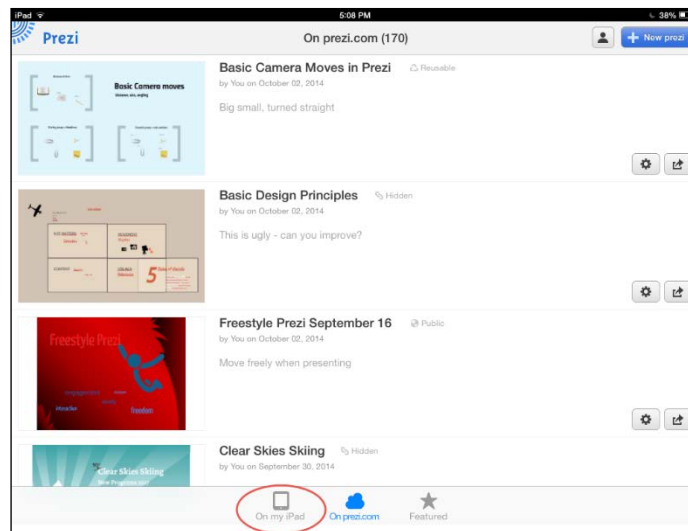 iPad 5:08 PM 38%
Prezi On prezi.com (170) New prezi
Basic Camera Moves in Prezi Reusable
by You on October 02, 2014
Big small, turned straight
Basic Camera moves
Basic Design Principles Hidden
by You on October 02, 2014
This is ugly - can you improve?
5
Freestyle Prezi September 16 Public
by You on October 02, 2014
Move freely when presenting
Freestyle Prezi
engagement
interaction
freedom
Clear Skies Skiing Hidden
by You on September 30, 2014
Clear Skies Skiing
On my iPad On prezi.com Featured